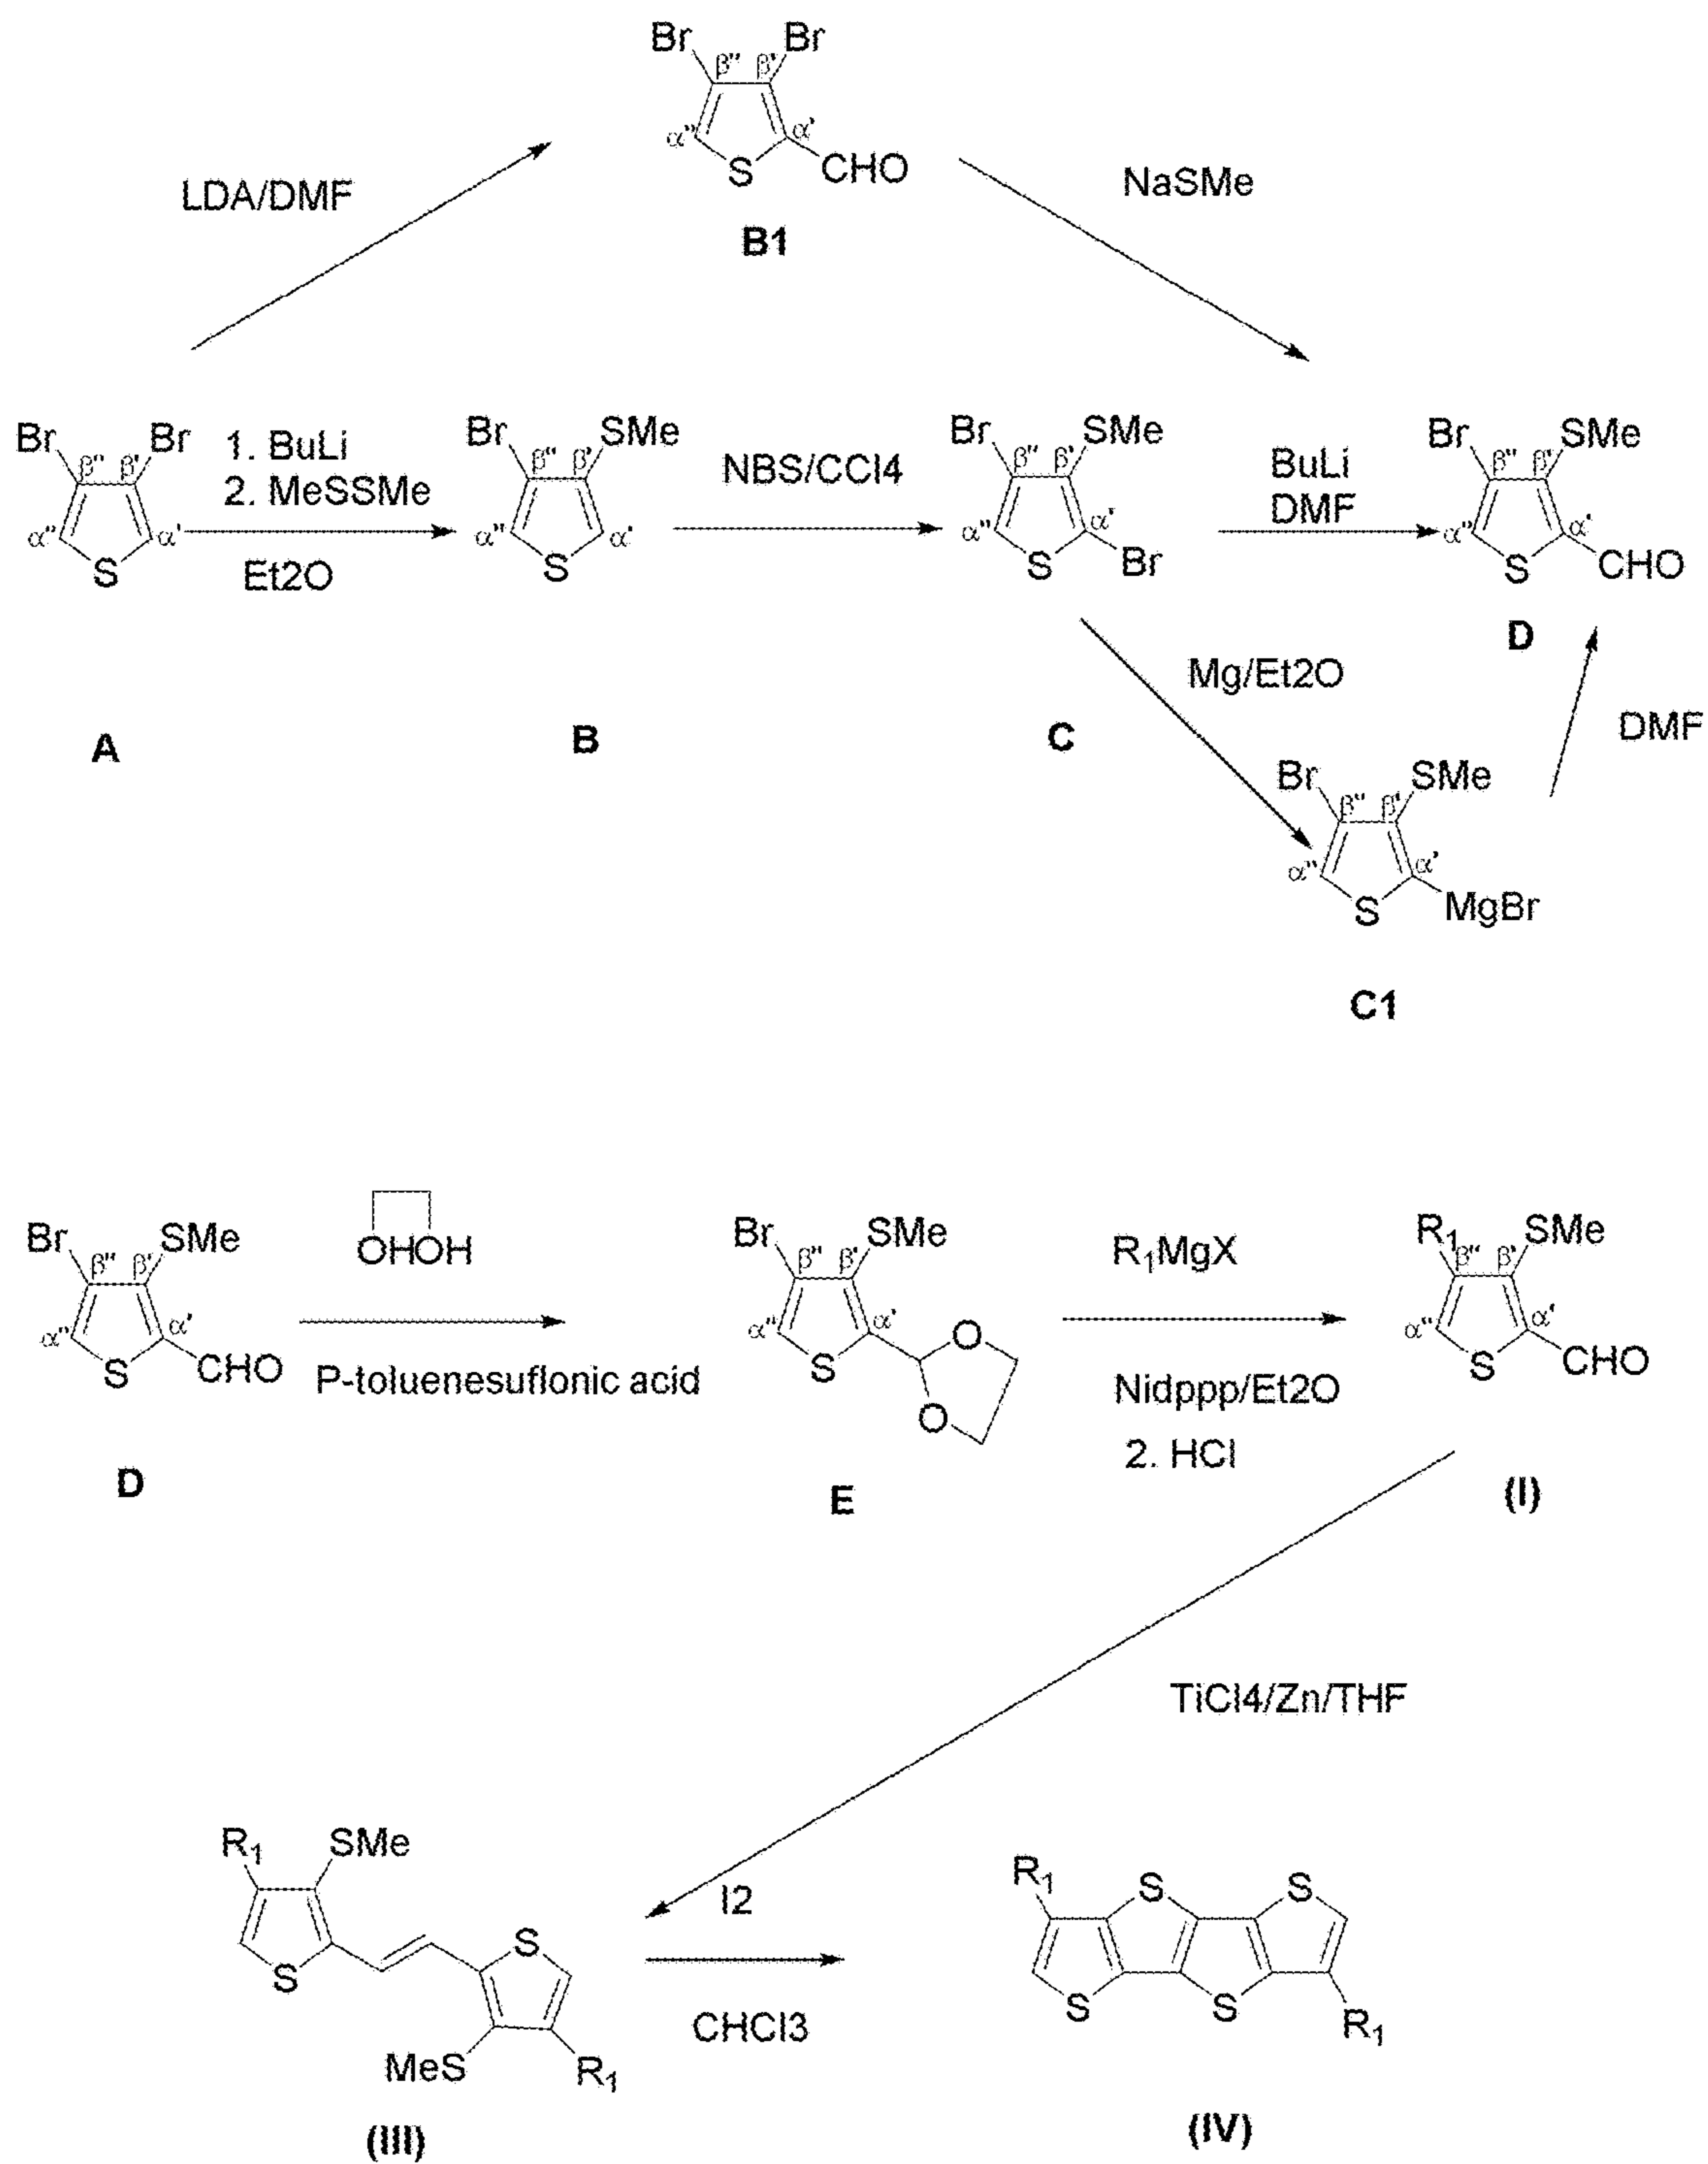 Br Br
β" β'
α" α'
S CHO
B1
LDA/DMF
NaSMe
Br Br
β" β'
α" α'
S
A
1. BuLi
2. MeSSMe
Et2O
Br SMe
β" β'
α" α'
S
B
NBS/CCl4
Br SMe
β" β'
α" α'
S Br
C
BuLi
DMF
Br SMe
β" β'
α" α'
S CHO
D
Mg/Et2O
DMF
Br SMe
β" β'
α" α'
S MgBr
C1
Br SMe
β" β'
α" α'
S CHO
D
OHOH
P-toluenesuflonic acid
Br SMe
β" β'
α" α'
S O
O
E
R1MgX
Nidppp/Et2O
2. HCl
R1 SMe
β" β'
α" α'
S CHO
(I)
TiCl4/Zn/THF
R1 SMe
S S
MeS R1
(III)
I2
CHCl3
R1 S S
S S R1
(IV)